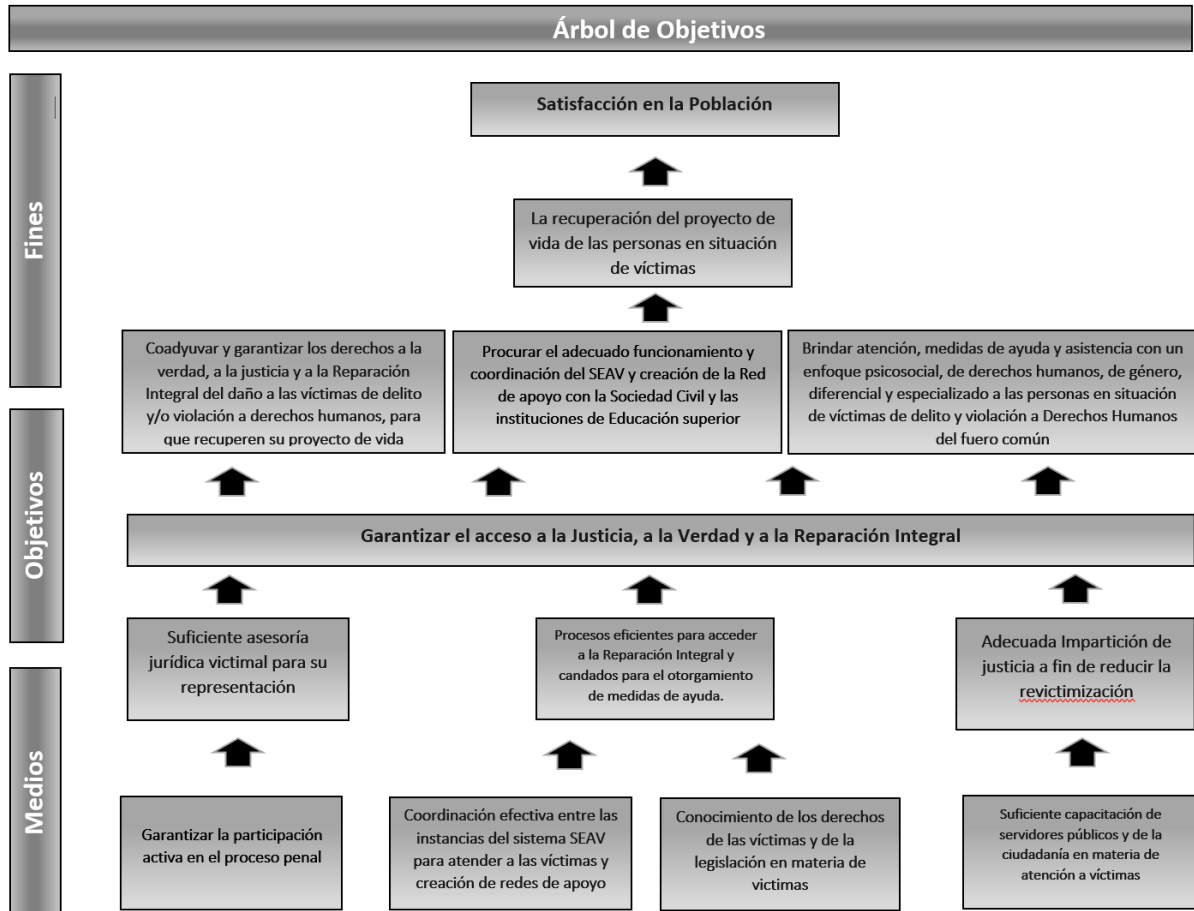 Árbol de Objetivos
Fines
Satisfacción en la Población
La recuperación del proyecto de
vida de las personas en situación
de víctimas
Coadyuvar y garantizar los derechos a la
verdad, a la justicia y a la Reparación
Integral del daño a las víctimas de delito
y/o violación a derechos humanos, para
que recuperen su proyecto de vida
Procurar el adecuado funcionamiento y
coordinación del SEAV y creación de la Red
de apoyo con la Sociedad Civil y las
instituciones de Educación superior
Brindar atención, medidas de ayuda y asistencia con un
enfoque psicosocial, de derechos humanos, de género,
diferencial y especializado a las personas en situación
de víctimas de delito y violación a Derechos Humanos
del fuero común
Objetivos
Garantizar el acceso a la Justicia, a la Verdad y a la Reparación Integral
Suficiente asesoría
jurídica victimal para su
representación
Procesos eficientes para acceder
a la Reparación Integral y
candados para el otorgamiento
de medidas de ayuda.
Adecuada Impartición de
justicia a fin de reducir la
revictimización
Medios
Garantizar la participación
activa en el proceso penal
Coordinación efectiva entre las
instancias del sistema SEAV
para atender a las víctimas y
creación de redes de apoyo
Conocimiento de los derechos
de las víctimas y de la
legislación en materia de
victimas
Suficiente capacitación de
servidores públicos y de la
ciudadanía en materia de
atención a víctimas